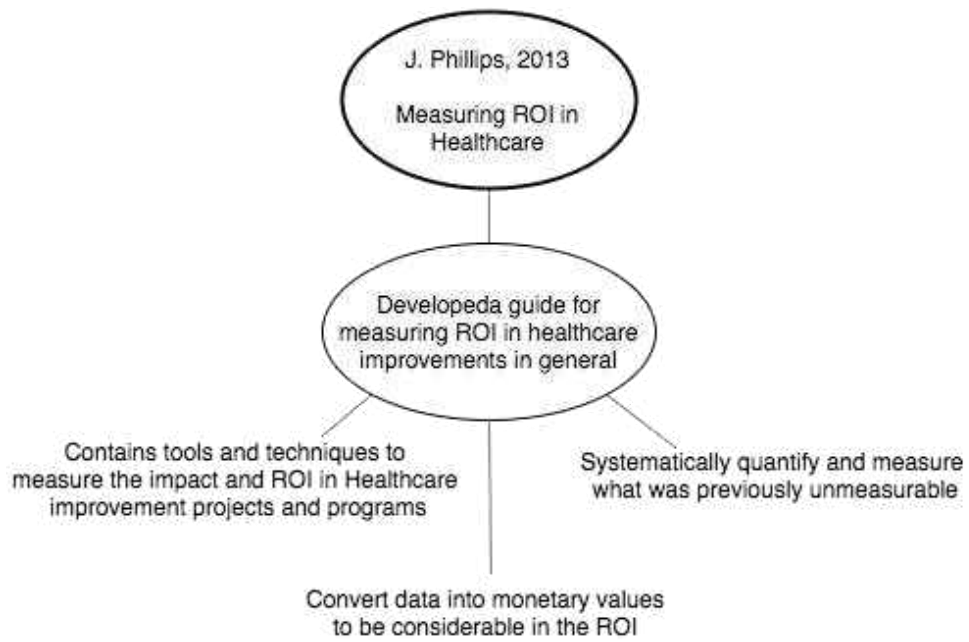 J. Phillips, 2013
Measuring ROI in
Healthcare
Developeda guide for
measuring ROI in healthcare
improvements in general
Contains tools and techniques to
measure the impact and ROI in Healthcare
improvement projects and programs
Systematically quantify and measure
what was previously unmeasurable
Convert data into monetary values
to be considerable in the ROI